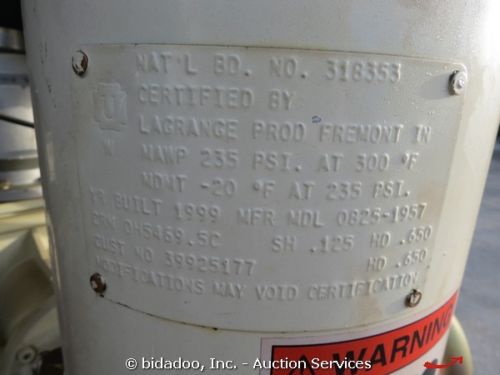 NAT'L BD. NO. 318353
U
CERTIFIED BY
LAGRANGE PROD FREMONT IN
W
MAWP 235 PSI. AT 300 °F
MDMT -20 °F AT 235 PSI.
YR BUILT 1999 MFR MDL 0825-1957
CRN OH5469.5C SH .125 HD .650
CUST NO 39925177 HD .650
MODIFICATIONS MAY VOID CERTIFICATION
WARNING
© bidadoo, Inc. - Auction Services